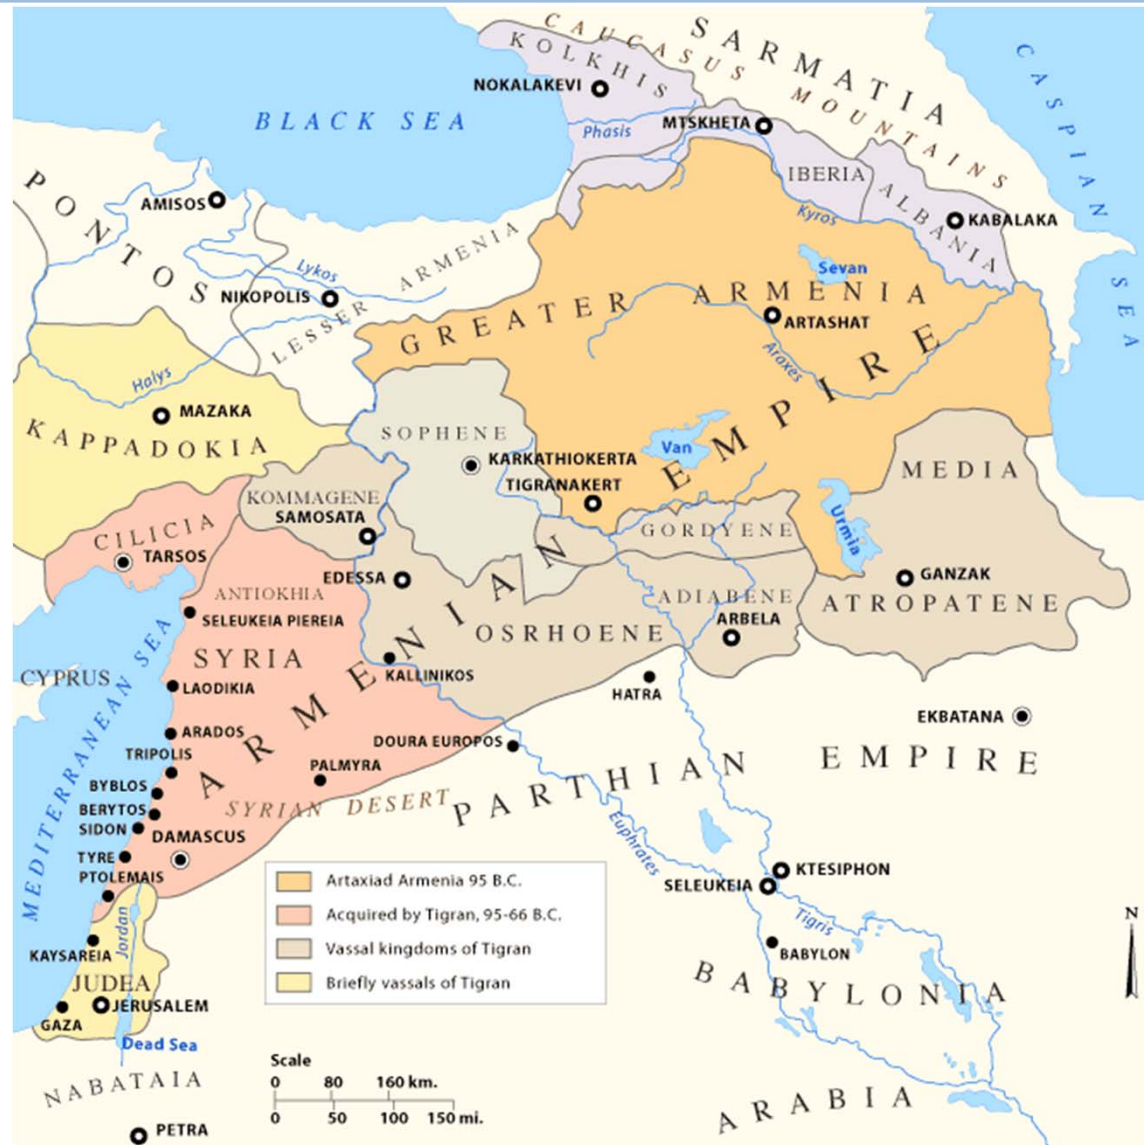 CAUCASUS MOUNTAINS
SARMATIA
KOLKHIS
CASPIAN SEA
NOKALAKEVI
BLACK SEA
Phasis
MTSKHETA
IBERIA
ALBANIA
PONTOS
AMISOS
KABALAKA
Kyros
ARMENIA
Lykos
Sevan
NIKOPOLIS
LESSER
GREATER ARMENIA
ARTASHAT
Araxes
Halys
MAZAKA
KAPPADOKIA
SOPHENE
Van
EMPIRE
KARKATHIOKERTA
MEDIA
TIGRANAKERT
KOMMAGENE
SAMOSATA
GORDYENE
Urmia
CILICIA
TARSOS
EDESSA
GANZAK
ANTIOKHIA
ADIABENE
ATROPATENE
SELEUKEIA PIEREIA
ARBELA
OSRHOENE
ARMENIAN
SYRIA
MEDITERRANEAN SEA
CYPRUS
KALLINIKOS
LAODIKIA
HATRA
EKBATANA
ARADOS
DOURA EUROPOS
TRIPOLIS
PALMYRA
PARTHIAN EMPIRE
BYBLOS
SYRIAN DESERT
BERYTOS
SIDON
DAMASCUS
Euphrates
TYRE
KTESIPHON
PTOLEMAIS
SELEUKEIA
Artaxiad Armenia 95 B.C.
Acquired by Tigran, 95-66 B.C.
Vassal kingdoms of Tigran
Briefly vassals of Tigran
Tigris
N
Jordan
KAYSAREIA
BABYLON
JUDEA
BABYLONIA
JERUSALEM
GAZA
Dead Sea
Scale
0 80 160 km.
0 50 100 150 mi.
NABATAIA
ARABIA
PETRA